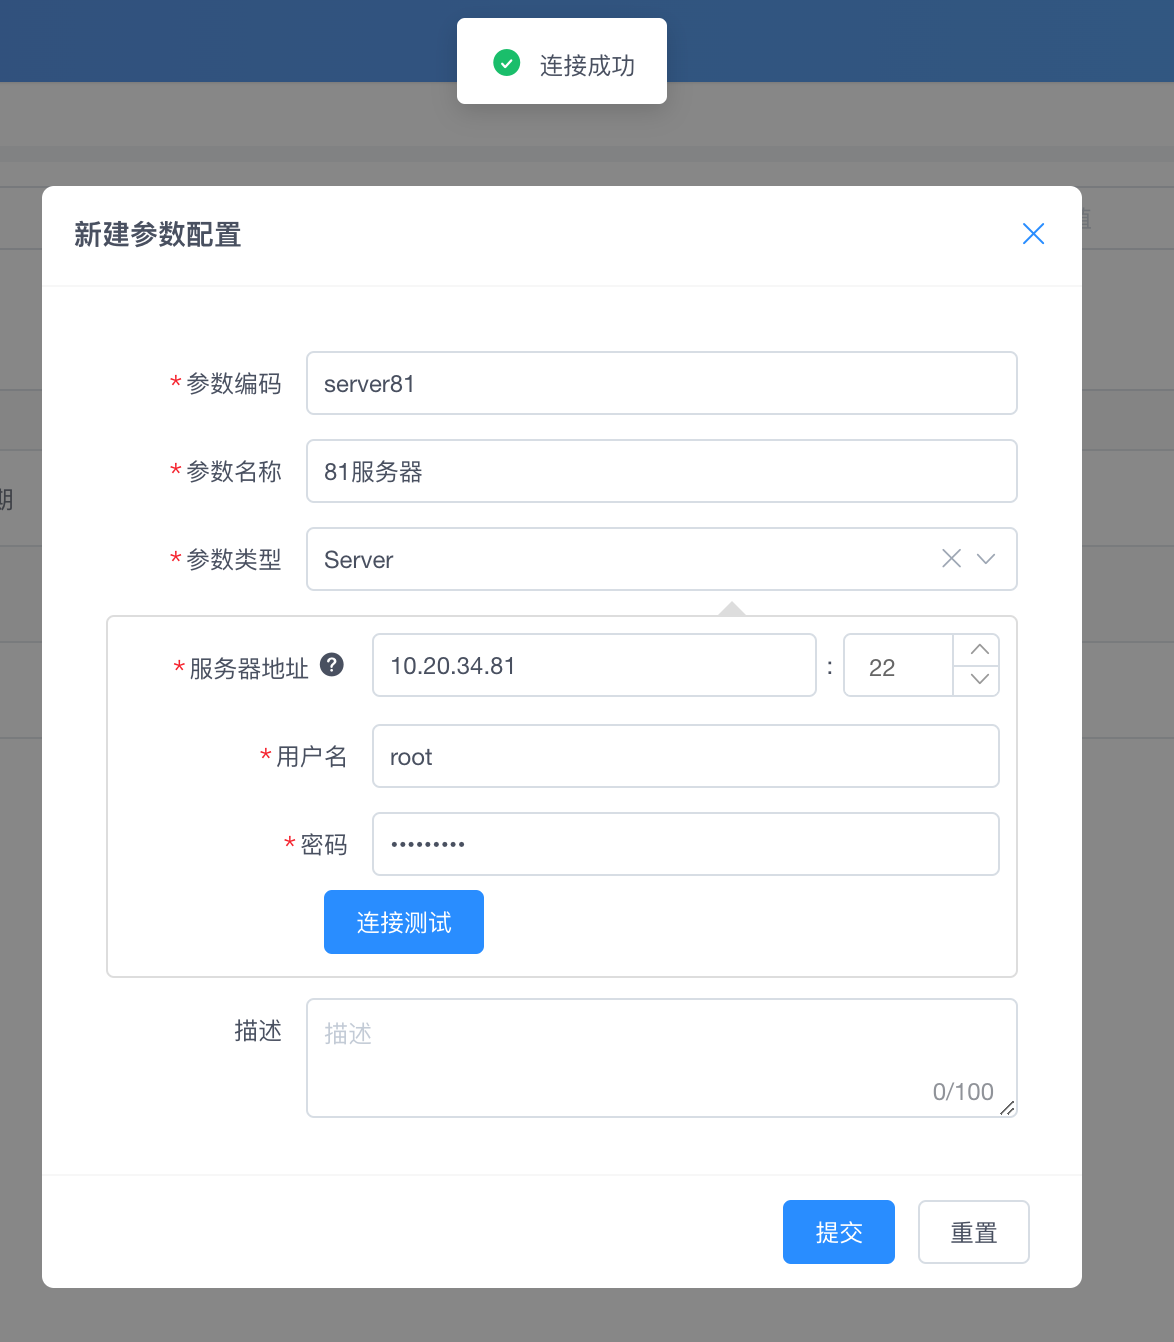 连接成功
新建参数配置
值
*参数编码 server81
*参数名称 81服务器
期
*参数类型 Server
*服务器地址 ? 10.20.34.81 : 22
*用户名 root
*密码 •••••••••
连接测试
描述 描述
0/100
提交 重置